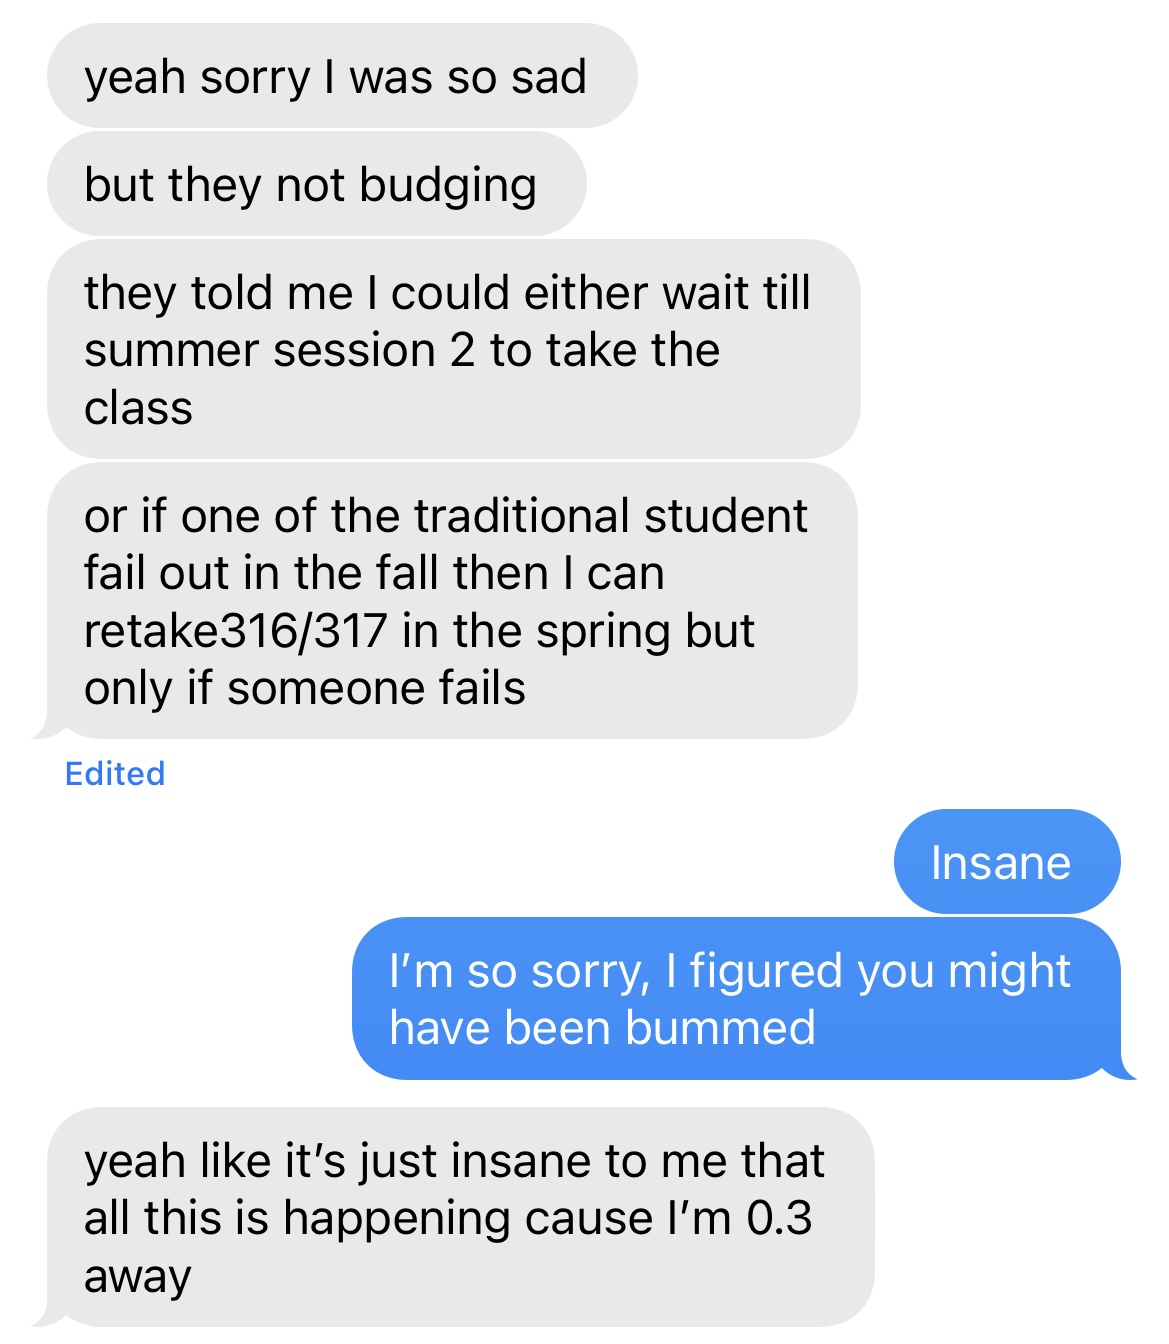 yeah sorry I was so sad
but they not budging
they told me I could either wait till
summer session 2 to take the
class
or if one of the traditional student
fail out in the fall then I can
retake316/317 in the spring but
only if someone fails
Edited
Insane
I’m so sorry, I figured you might
have been bummed
yeah like it’s just insane to me that
all this is happening cause I’m 0.3
away